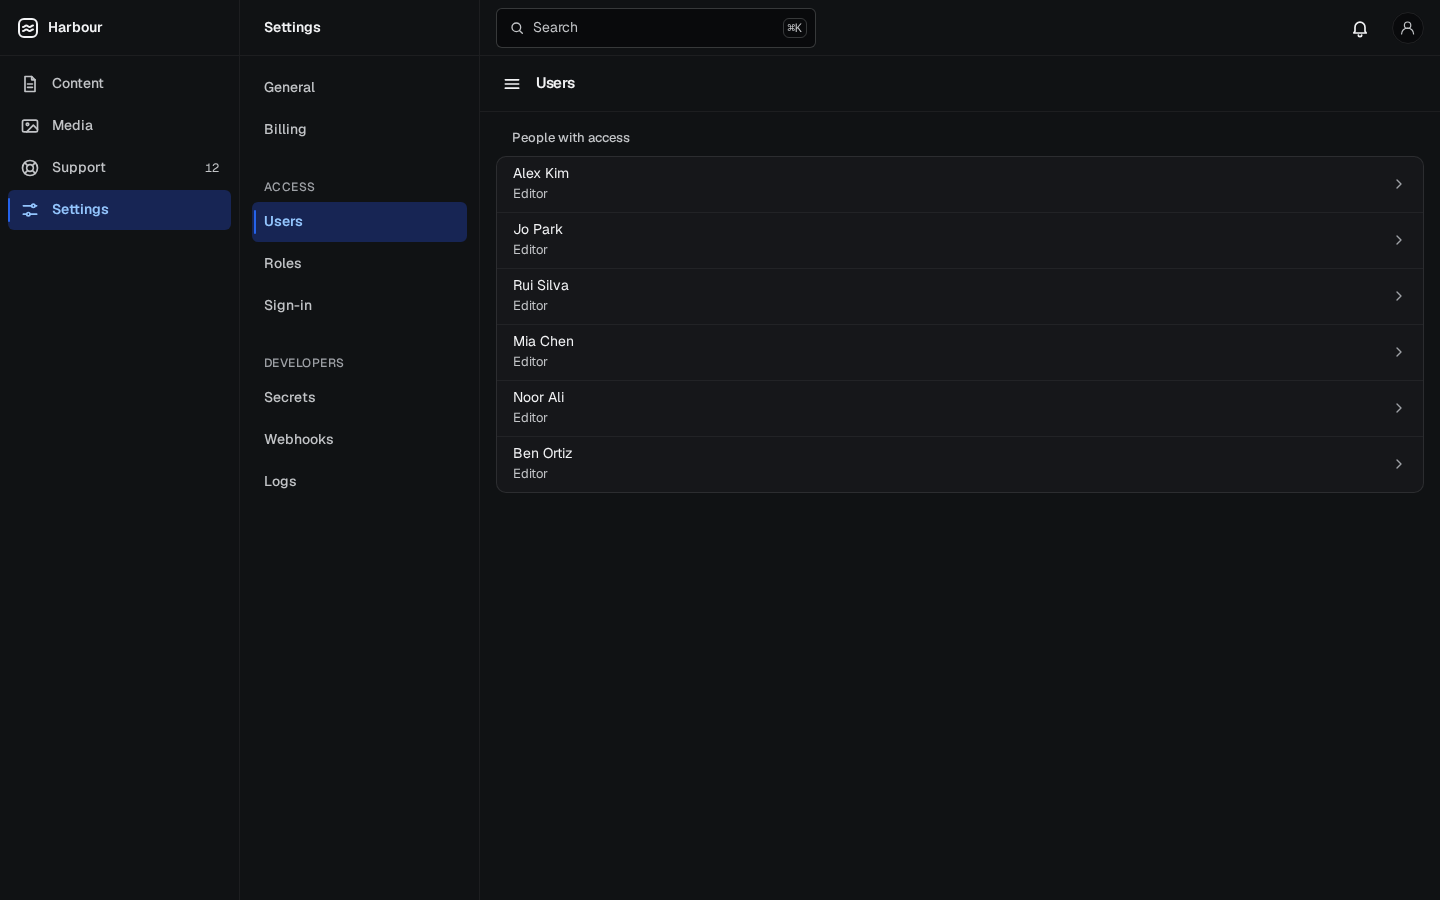 Harbour
Content
Media
Support 12
Settings
Settings
General
Billing
ACCESS
Users
Roles
Sign-in
DEVELOPERS
Secrets
Webhooks
Logs
Search ⌘K
Users
People with access
Alex Kim
Editor
Jo Park
Editor
Rui Silva
Editor
Mia Chen
Editor
Noor Ali
Editor
Ben Ortiz
Editor